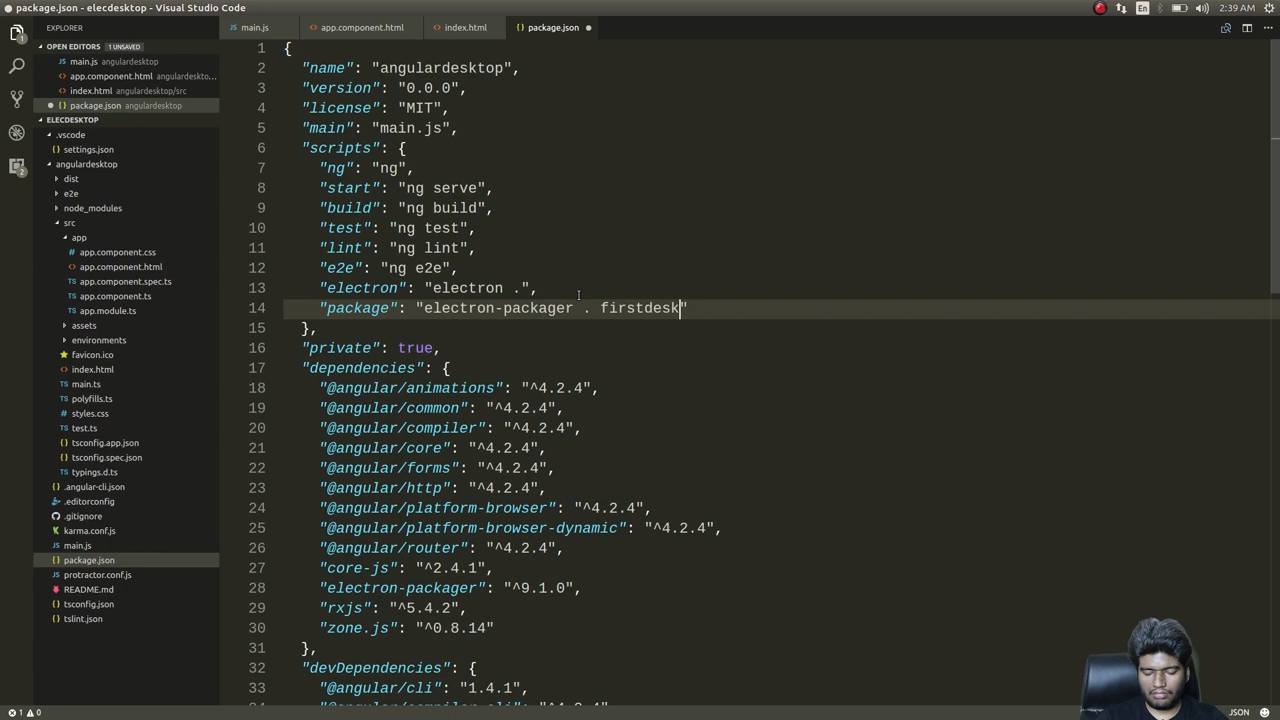 package.json - elecdesktop - Visual Studio Code
En
2:39 AM
EXPLORER
main.js
app.component.html
index.html
package.json
OPEN EDITORS 1 UNSAVED
main.js angulardesktop
app.component.html angulardeskto...
index.html angulardesktop/src
package.json angulardesktop
ELECDESKTOP
.vscode
settings.json
angulardesktop
dist
e2e
node_modules
src
app
app.component.css
app.component.html
app.component.spec.ts
app.component.ts
app.module.ts
assets
environments
favicon.ico
index.html
main.ts
polyfills.ts
styles.css
test.ts
tsconfig.app.json
tsconfig.spec.json
typings.d.ts
.angular-cli.json
.editorconfig
.gitignore
karma.conf.js
main.js
package.json
protractor.conf.js
README.md
tsconfig.json
tslint.json
1 {
2 "name": "angulardesktop",
3 "version": "0.0.0",
4 "license": "MIT",
5 "main": "main.js",
6 "scripts": {
7 "ng": "ng",
8 "start": "ng serve",
9 "build": "ng build",
10 "test": "ng test",
11 "lint": "ng lint",
12 "e2e": "ng e2e",
13 "electron": "electron .",
14 "package": "electron-packager . firstdesk"
15 },
16 "private": true,
17 "dependencies": {
18 "@angular/animations": "^4.2.4",
19 "@angular/common": "^4.2.4",
20 "@angular/compiler": "^4.2.4",
21 "@angular/core": "^4.2.4",
22 "@angular/forms": "^4.2.4",
23 "@angular/http": "^4.2.4",
24 "@angular/platform-browser": "^4.2.4",
25 "@angular/platform-browser-dynamic": "^4.2.4",
26 "@angular/router": "^4.2.4",
27 "core-js": "^2.4.1",
28 "electron-packager": "^9.1.0",
29 "rxjs": "^5.4.2",
30 "zone.js": "^0.8.14"
31 },
32 "devDependencies": {
33 "@angular/cli": "1.4.1",
1 0
JSON